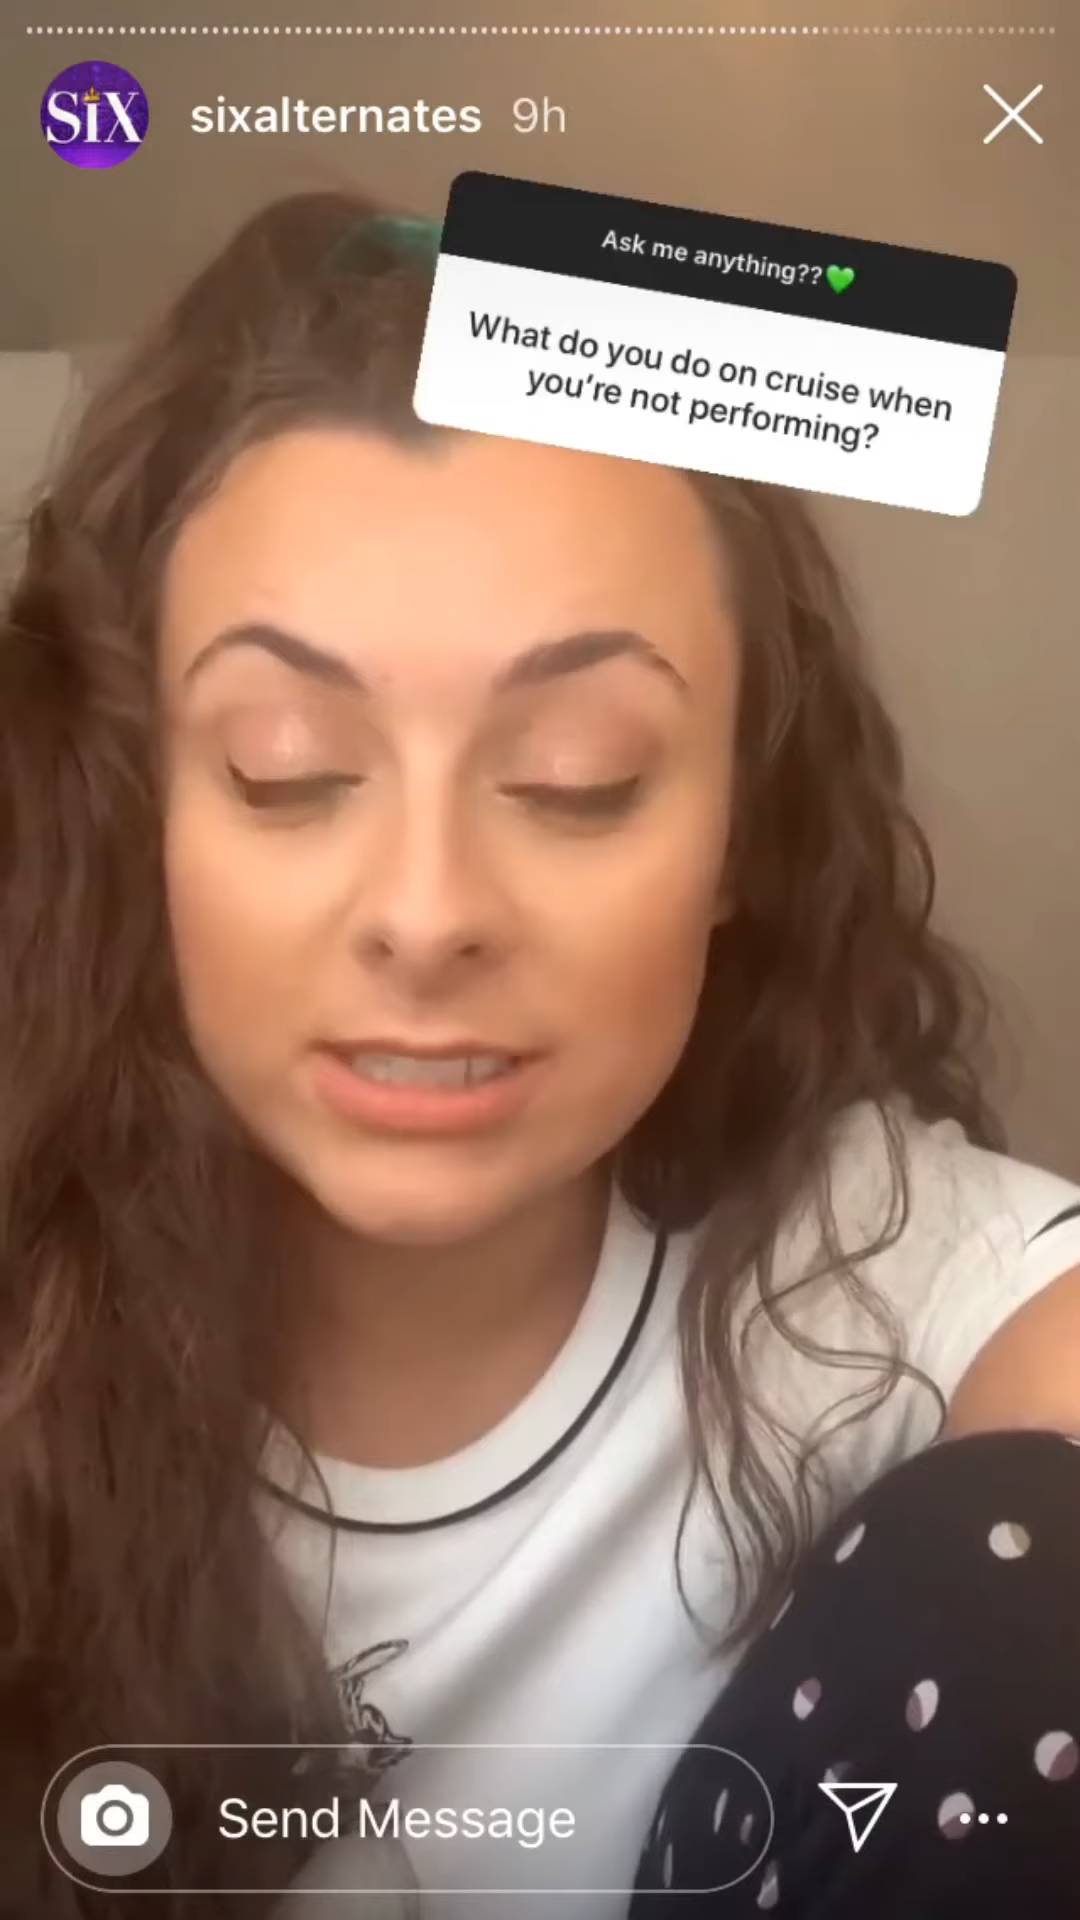 SiX
sixalternates 9h
Ask me anything??💚
What do you do on cruise when
you’re not performing?
Send Message